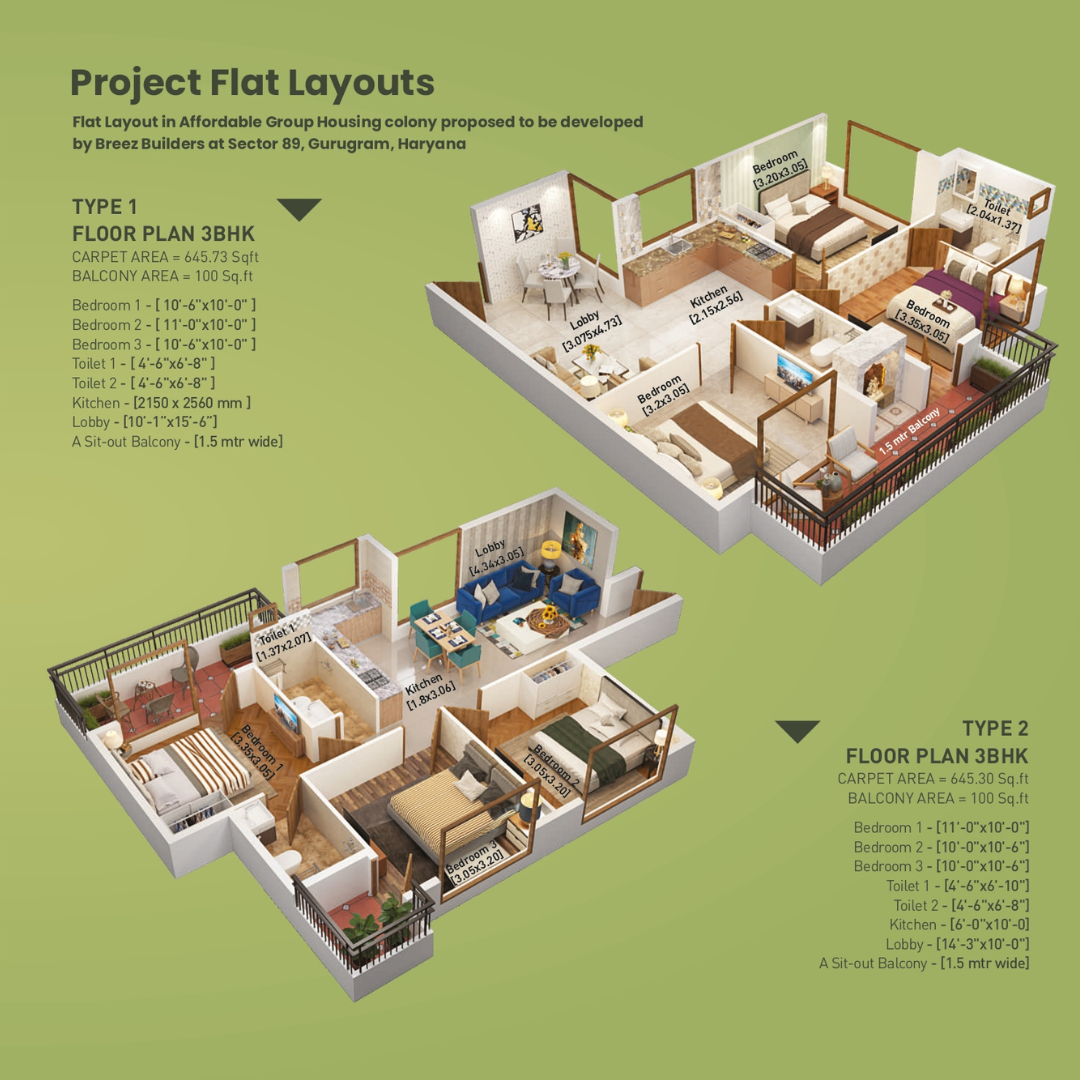 Project Flat Layouts
Flat Layout in Affordable Group Housing colony proposed to be developed
by Breez Builders at Sector 89, Gurugram, Haryana
TYPE 1
FLOOR PLAN 3BHK
CARPET AREA = 645.73 Sqft
BALCONY AREA = 100 Sq.ft
Bedroom 1 - [ 10'-6"x10'-0" ]
Bedroom 2 - [ 11'-0"x10'-0" ]
Bedroom 3 - [ 10'-6"x10'-0" ]
Toilet 1 - [ 4'-6"x6'-8" ]
Toilet 2 - [ 4'-6"x6'-8" ]
Kitchen - [2150 x 2560 mm ]
Lobby - [10'-1"x15'-6"]
A Sit-out Balcony - [1.5 mtr wide]
Bedroom
[3.20x3.05]
Toilet
[2.04x1.37]
Kitchen
[2.15x2.56]
Bedroom
[3.35x3.05]
Lobby
[3.075x4.73]
Bedroom
[3.2x3.05]
1.5 mtr Balcony
Lobby
[4.34x3.05]
Toilet 1
[1.37x2.07]
Kitchen
[1.8x3.06]
Bedroom 1
[3.35x3.05]
Bedroom 2
[3.05x3.20]
Bedroom 3
[3.05x3.20]
TYPE 2
FLOOR PLAN 3BHK
CARPET AREA = 645.30 Sq.ft
BALCONY AREA = 100 Sq.ft
Bedroom 1 - [11'-0"x10'-0"]
Bedroom 2 - [10'-0"x10'-6"]
Bedroom 3 - [10'-0"x10'-6"]
Toilet 1 - [4'-6"x6'-10"]
Toilet 2 - [4'-6"x6'-8"]
Kitchen - [6'-0"x10'-0]
Lobby - [14'-3"x10'-0"]
A Sit-out Balcony - [1.5 mtr wide]